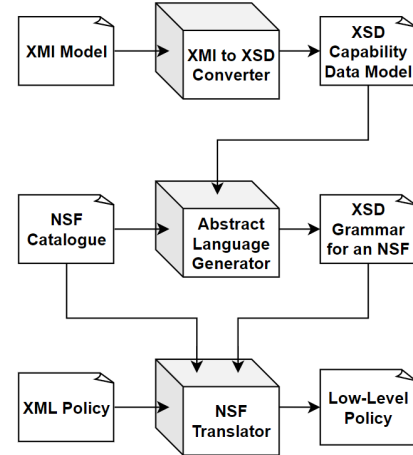 XMI Model
XMI to XSD
Converter
XSD
Capability
Data Model
NSF
Catalogue
Abstract
Language
Generator
XSD
Grammar
for an NSF
XML Policy
NSF
Translator
Low-Level
Policy